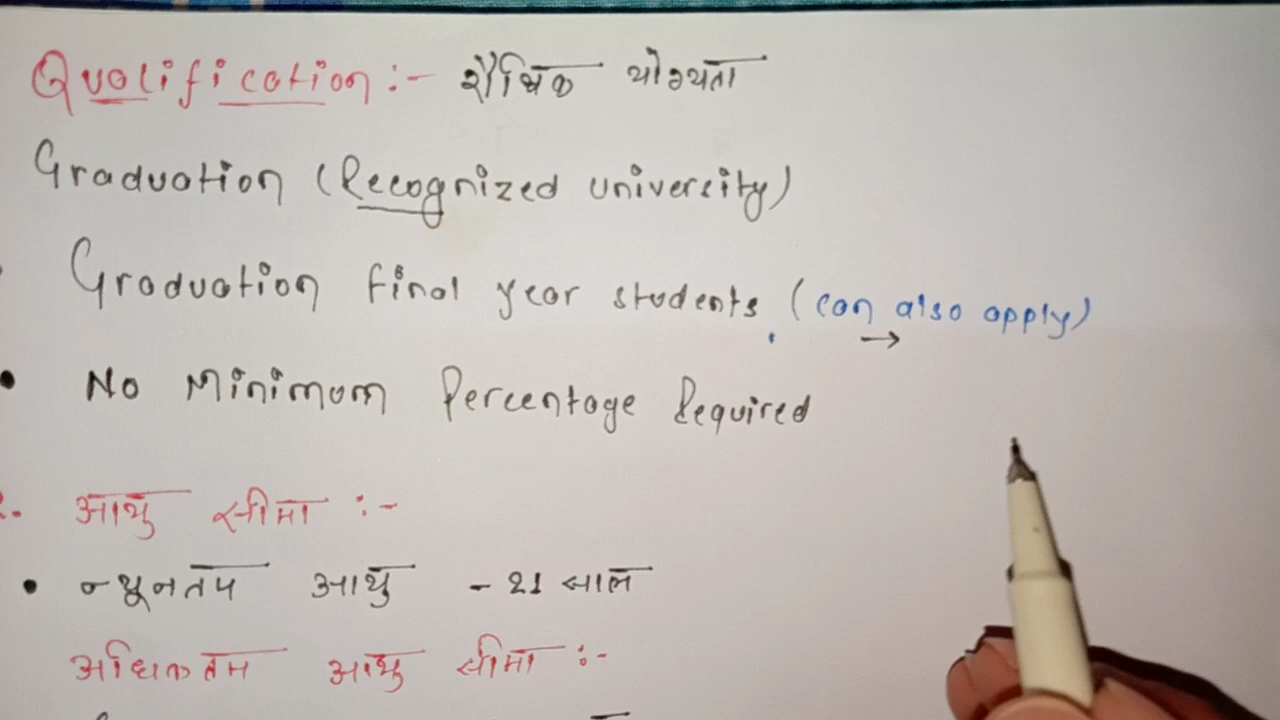 Qualification :- शैक्षिक योग्यता
Graduation (Recognized university)
Graduation final year students (can also apply)
→
• No Minimum Percentage Required
2. आयु सीमा :-
• न्यूनतम आयु - 21 साल
अधिकतम आयु सीमा :-